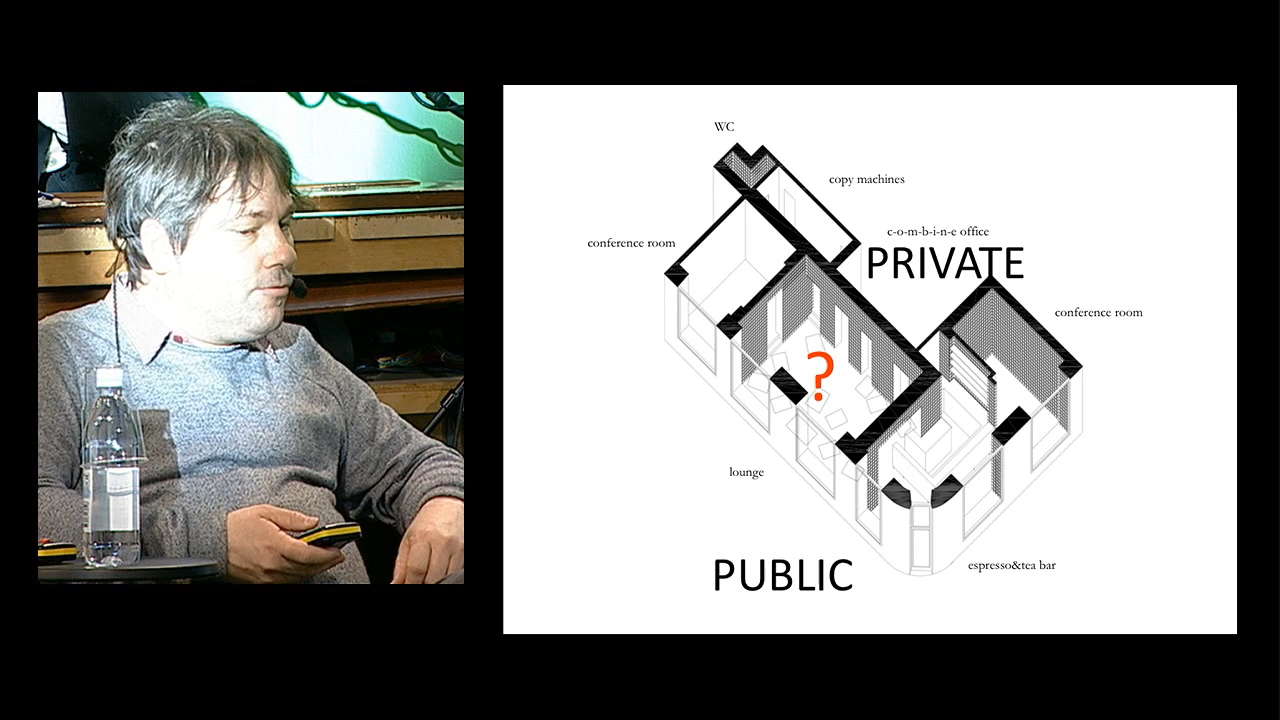 WC
copy machines
c-o-m-b-i-n-e office
conference room
PRIVATE
conference room
?
lounge
PUBLIC
espresso&tea bar